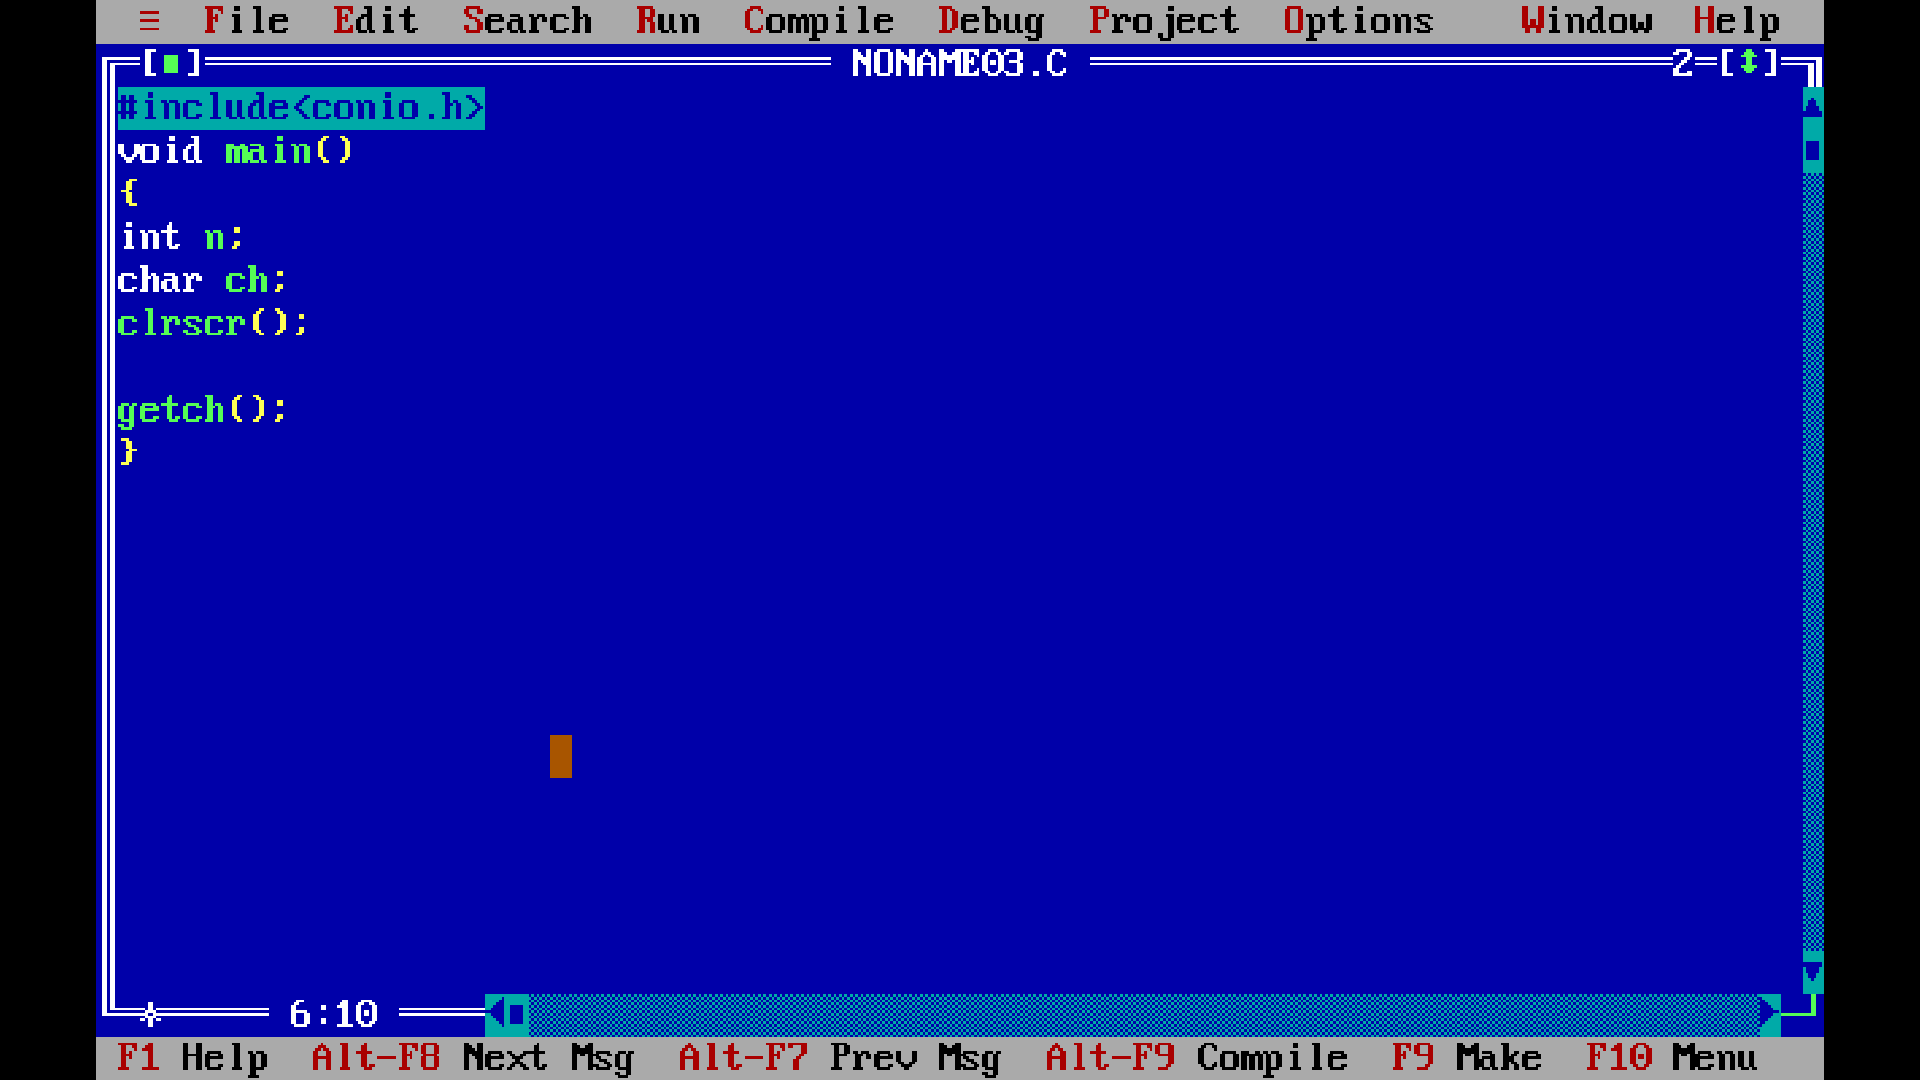 ≡ File Edit Search Run Compile Debug Project Options Window Help
[■] NONAME03.C 2=[↕]
#include<conio.h>
void main()
{
int n;
char ch;
clrscr();
getch();
}
6:10
F1 Help Alt-F8 Next Msg Alt-F7 Prev Msg Alt-F9 Compile F9 Make F10 Menu